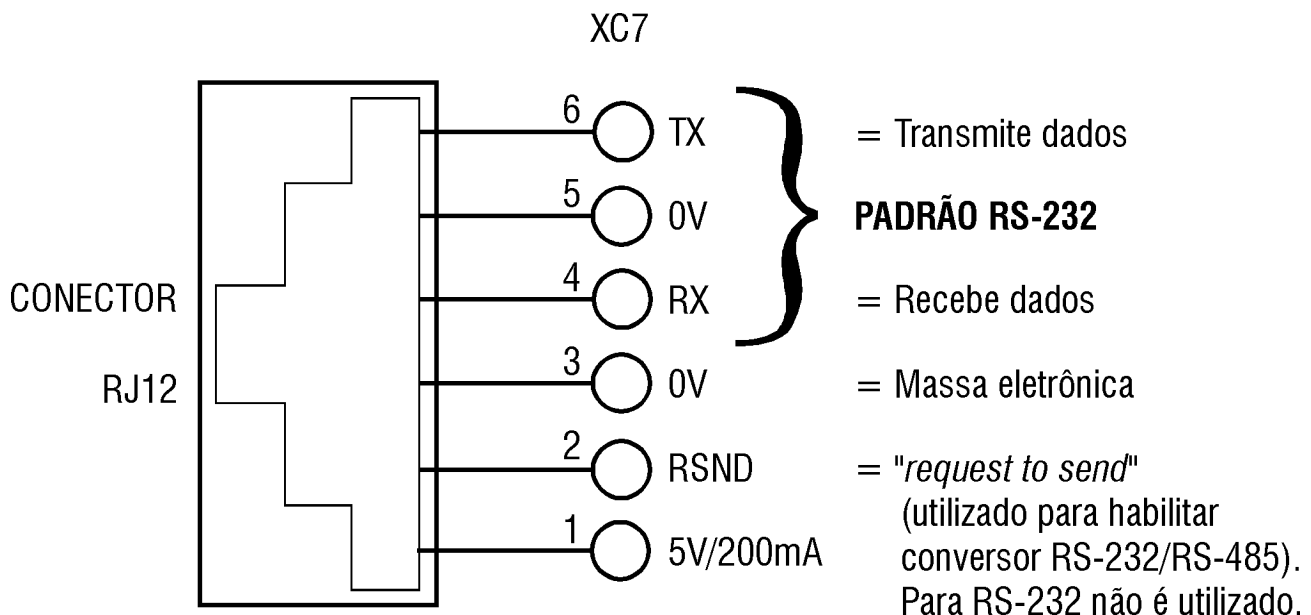 XC7
6 TX = Transmite dados
5 0V PADRÃO RS-232
CONECTOR 4 RX = Recebe dados
RJ12 3 0V = Massa eletrônica
2 RSND = "request to send"
(utilizado para habilitar
1 5V/200mA conversor RS-232/RS-485).
Para RS-232 não é utilizado.